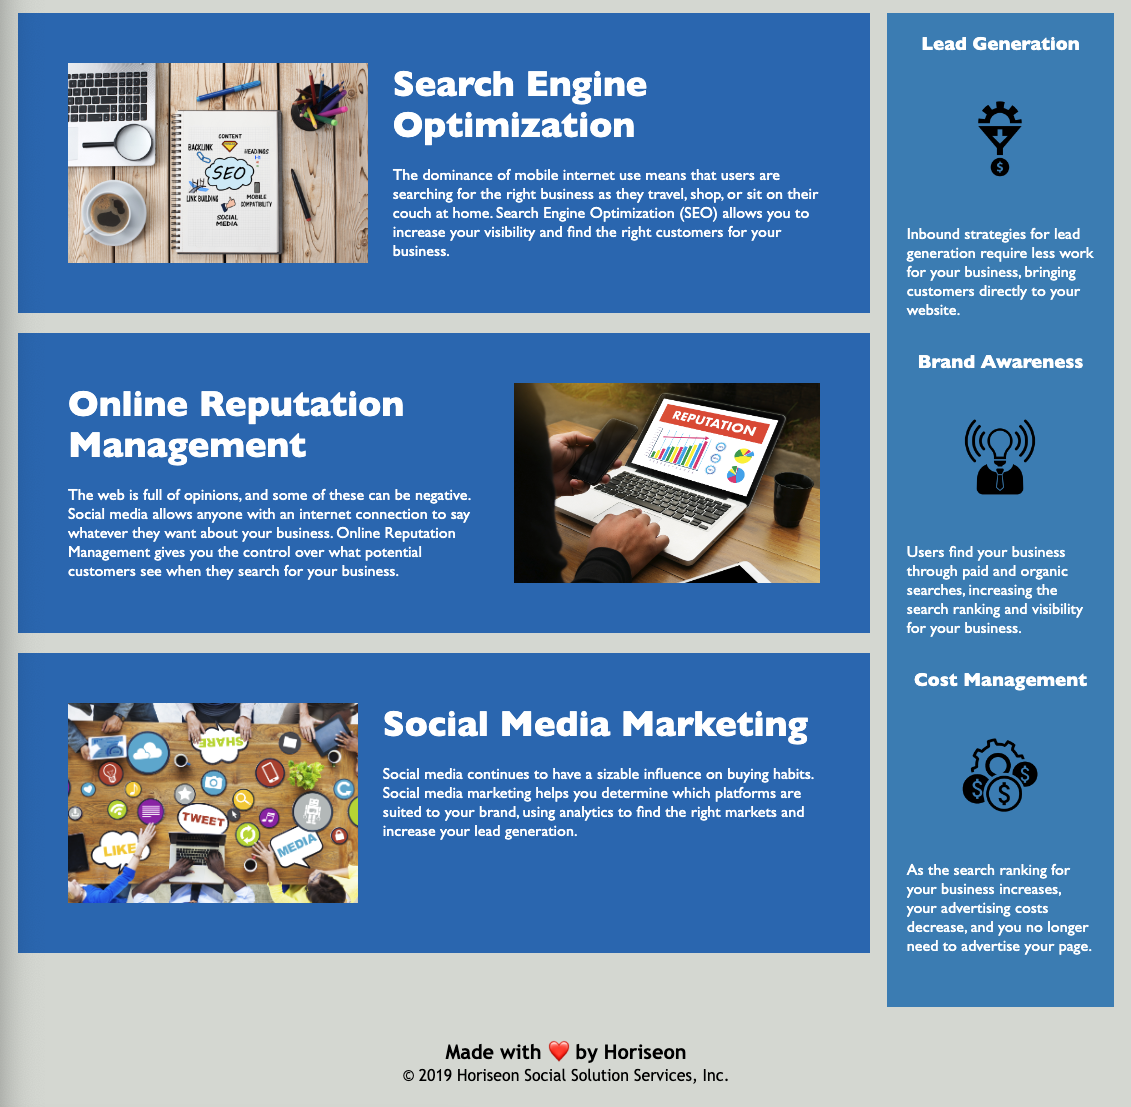 Search Engine
Optimization
The dominance of mobile internet use means that users are
searching for the right business as they travel, shop, or sit on their
couch at home. Search Engine Optimization (SEO) allows you to
increase your visibility and find the right customers for your
business.
CONTENT
BACKLINK
HEADINGS
SEO
LINK BUILDING
MOBILE
COMPATIBILITY
SOCIAL
MEDIA
Online Reputation
Management
The web is full of opinions, and some of these can be negative.
Social media allows anyone with an internet connection to say
whatever they want about your business. Online Reputation
Management gives you the control over what potential
customers see when they search for your business.
REPUTATION
Social Media Marketing
Social media continues to have a sizable influence on buying habits.
Social media marketing helps you determine which platforms are
suited to your brand, using analytics to find the right markets and
increase your lead generation.
SHARE
TWEET
LIKE
MEDIA
Lead Generation
$
Inbound strategies for lead
generation require less work
for your business, bringing
customers directly to your
website.
Brand Awareness
Users find your business
through paid and organic
searches, increasing the
search ranking and visibility
for your business.
Cost Management
$ $ $
As the search ranking for
your business increases,
your advertising costs
decrease, and you no longer
need to advertise your page.
Made with ❤️ by Horiseon
© 2019 Horiseon Social Solution Services, Inc.